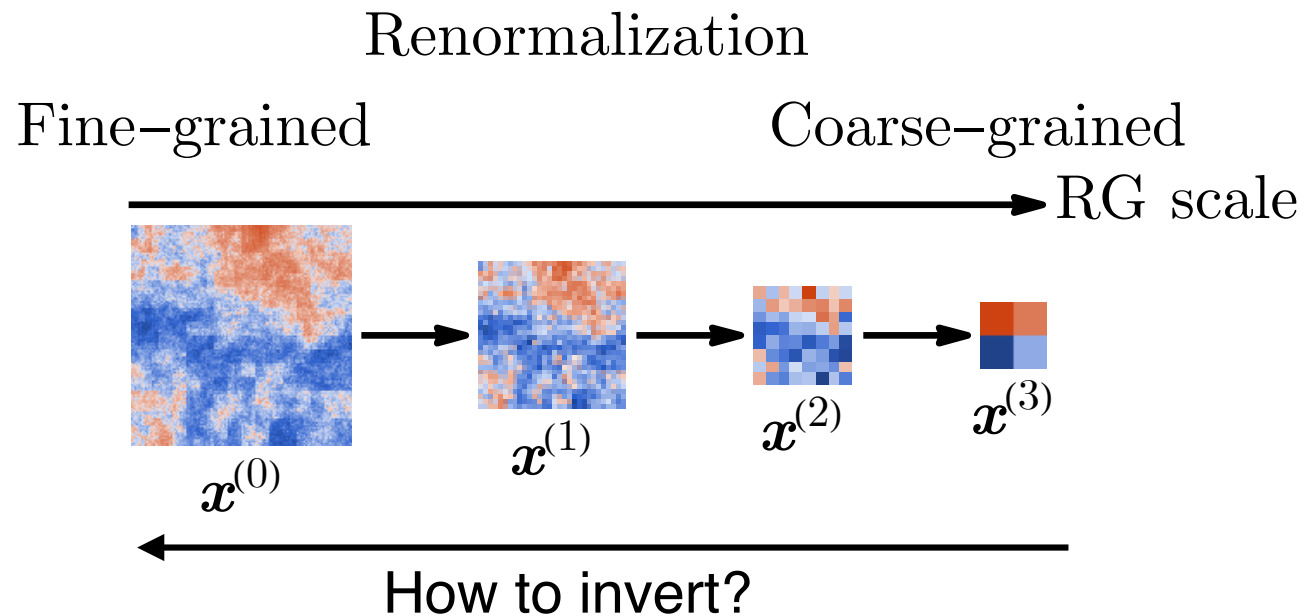 Renormalization
Fine–grained
Coarse–grained
RG scale
x^(0)
x^(1)
x^(2)
x^(3)
How to invert?